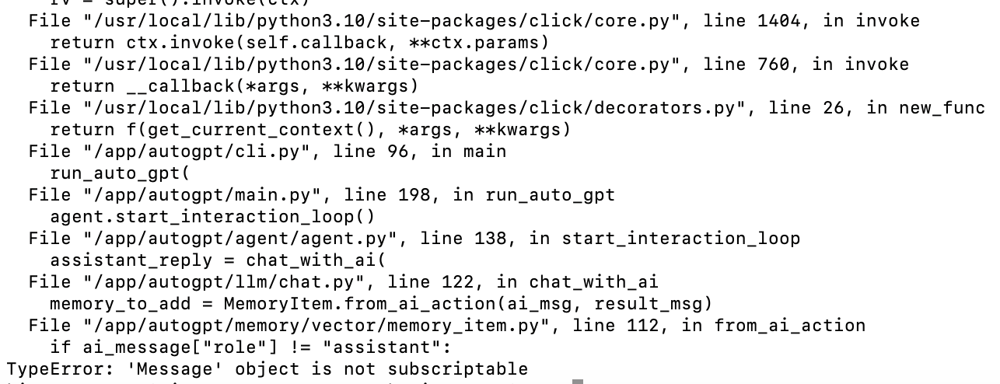 rv = super().invoke(ctx)
File "/usr/local/lib/python3.10/site-packages/click/core.py", line 1404, in invoke
return ctx.invoke(self.callback, **ctx.params)
File "/usr/local/lib/python3.10/site-packages/click/core.py", line 760, in invoke
return __callback(*args, **kwargs)
File "/usr/local/lib/python3.10/site-packages/click/decorators.py", line 26, in new_func
return f(get_current_context(), *args, **kwargs)
File "/app/autogpt/cli.py", line 96, in main
run_auto_gpt(
File "/app/autogpt/main.py", line 198, in run_auto_gpt
agent.start_interaction_loop()
File "/app/autogpt/agent/agent.py", line 138, in start_interaction_loop
assistant_reply = chat_with_ai(
File "/app/autogpt/llm/chat.py", line 122, in chat_with_ai
memory_to_add = MemoryItem.from_ai_action(ai_msg, result_msg)
File "/app/autogpt/memory/vector/memory_item.py", line 112, in from_ai_action
if ai_message["role"] != "assistant":
TypeError: 'Message' object is not subscriptable